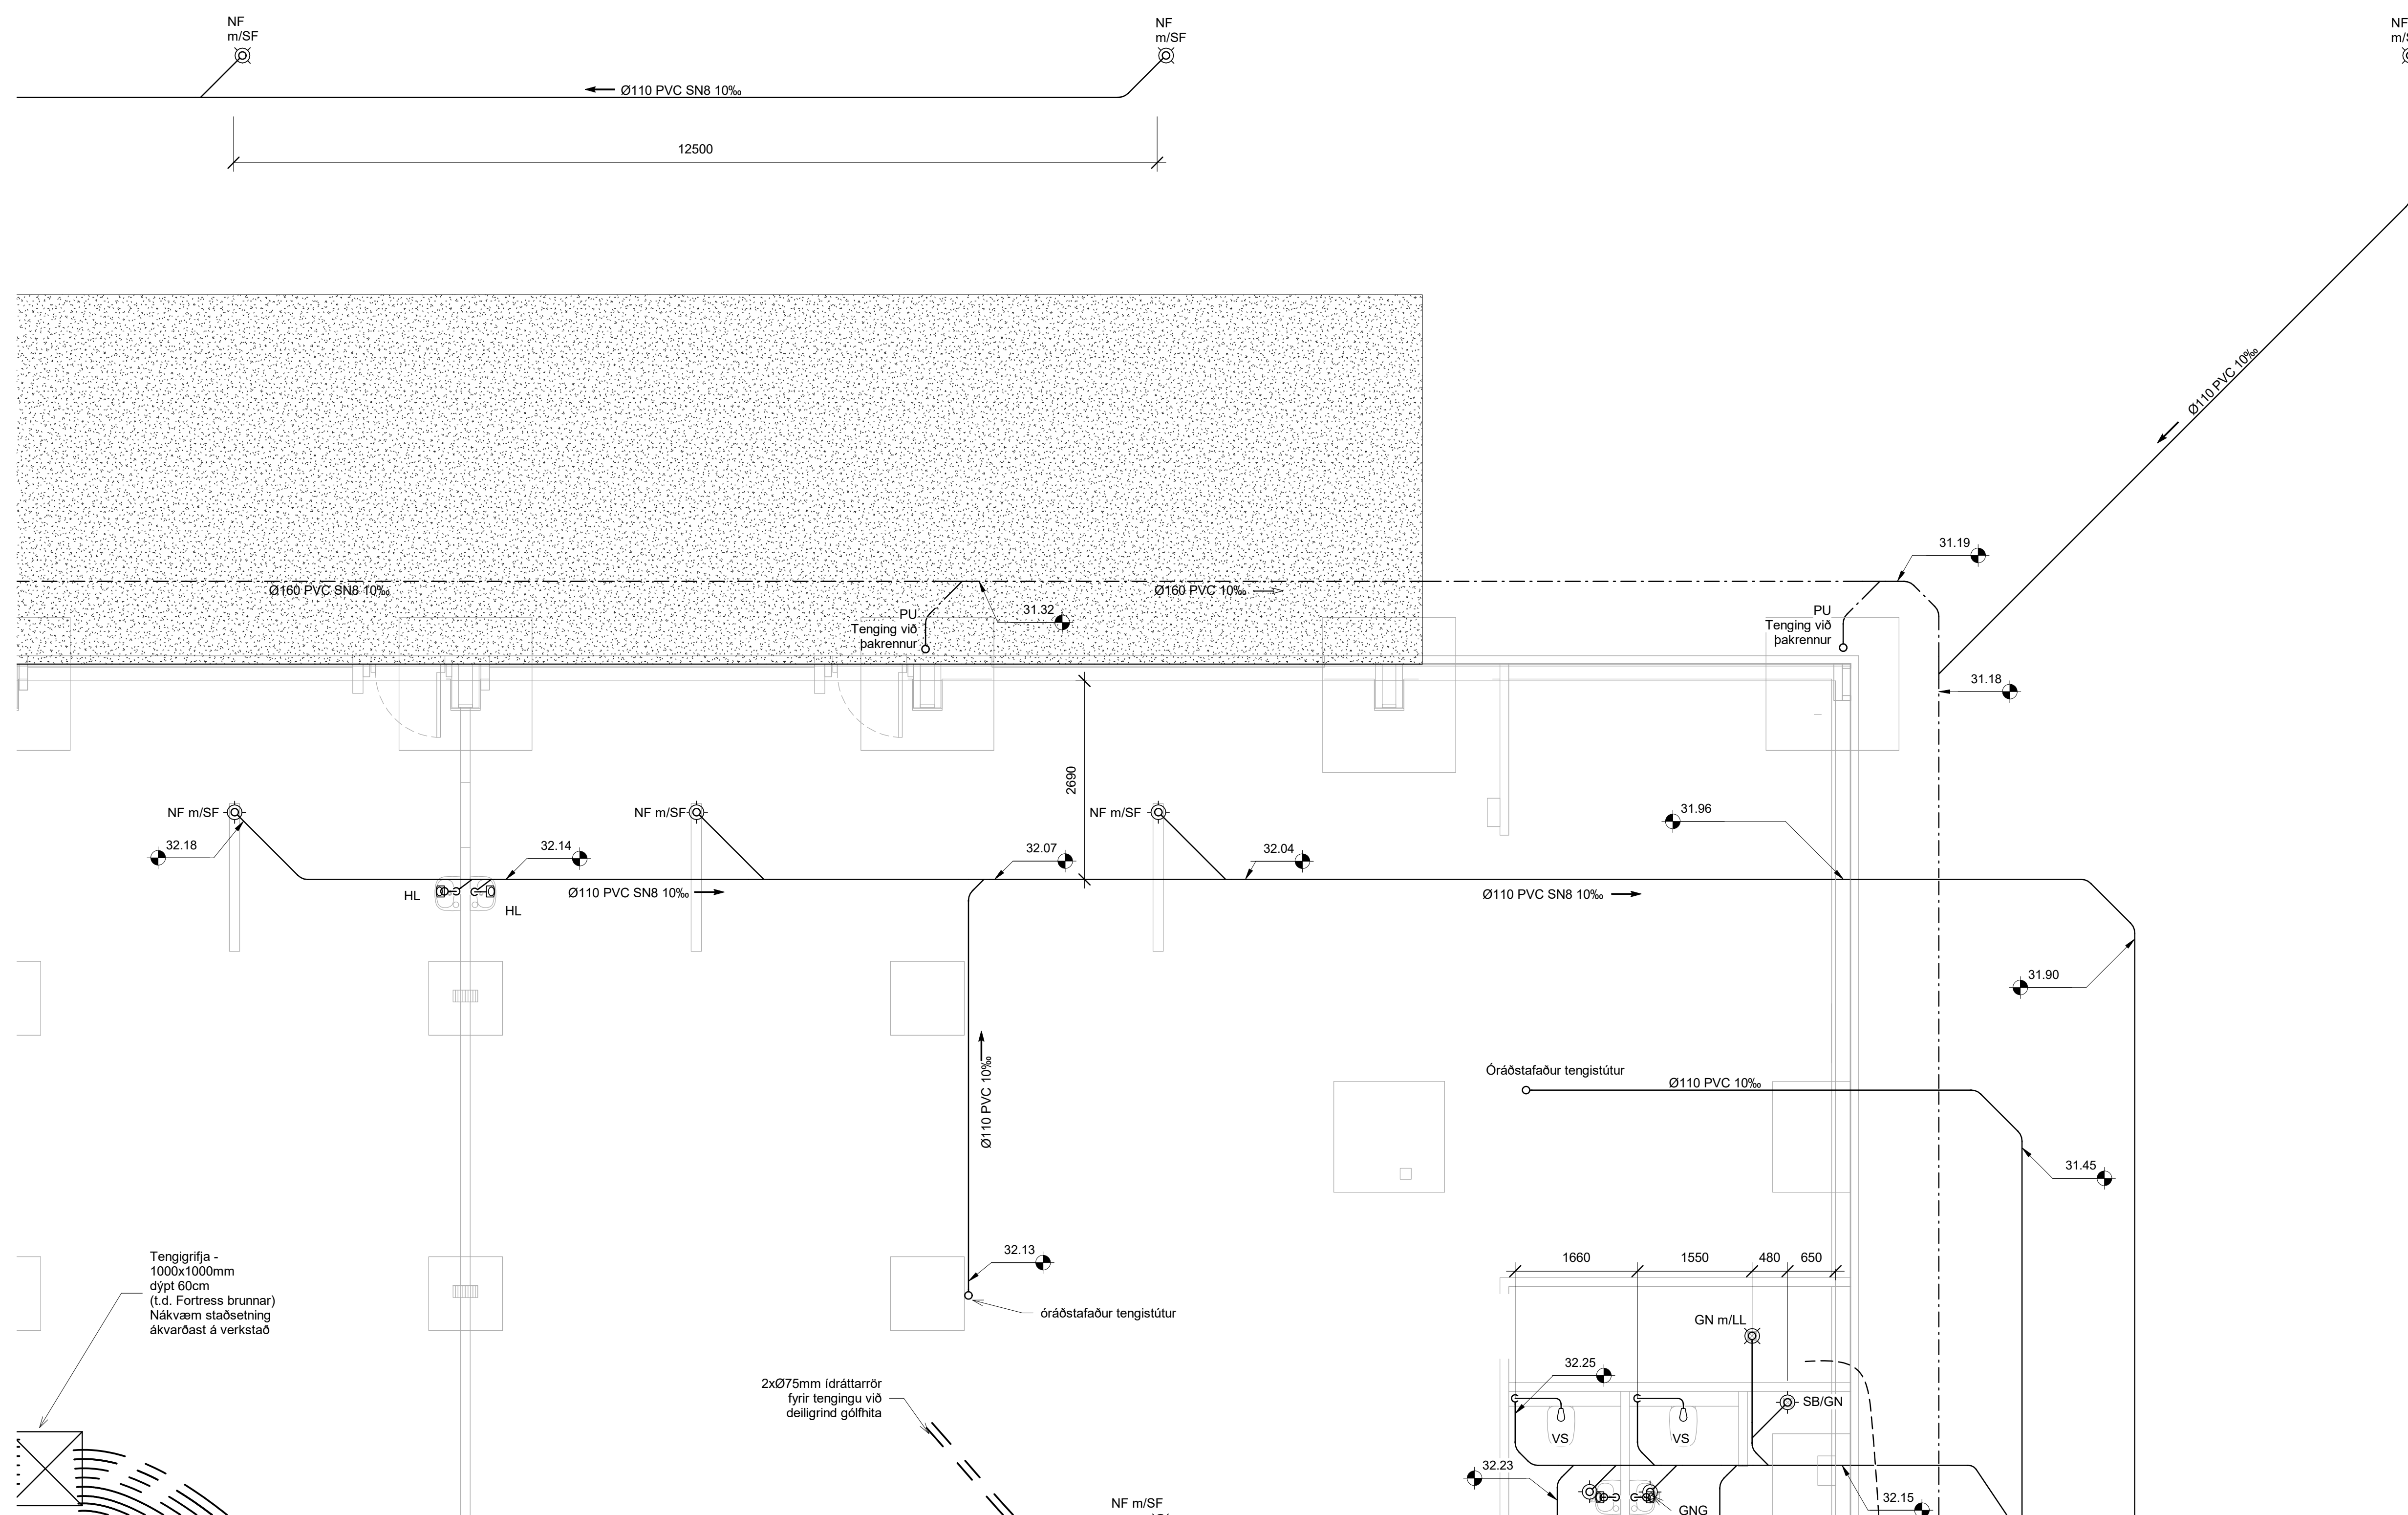 NF
m/SF
NF
m/SF
NF
Ø110 PVC SN8 10‰
12500
Ø110 PVC 10‰
31.19
Ø160 PVC SN8 10‰
Ø160 PVC 10‰
31.32
PU
Tenging við
þakrennur
PU
Tenging við
þakrennur
31.18
2690
NF m/SF
NF m/SF
NF m/SF
31.96
32.18
32.14
32.07
32.04
HL
HL
Ø110 PVC SN8 10‰
Ø110 PVC SN8 10‰
31.90
Ø110 PVC 10‰
Óráðstafaður tengistútur
Ø110 PVC 10‰
31.45
32.13
óráðstafaður tengistútur
Tengigrifja -
1000x1000mm
dýpt 60cm
(t.d. Fortress brunnar)
Nákvæm staðsetning
ákvarðast á verkstað
1660
1550
480
650
GN m/LL
32.25
SB/GN
VS
VS
2xØ75mm ídráttarrör
fyrir tengingu við
deiligrind gólfhita
32.23
32.15
NF m/SF
GNG